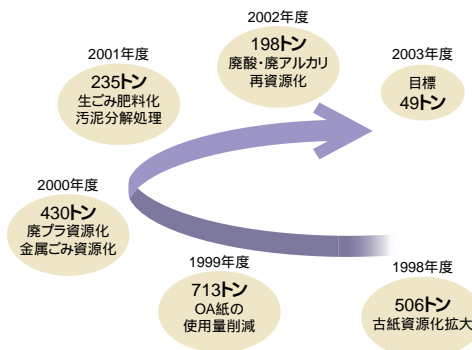 2002年度
198トン
廃酸・廃アルカリ
再資源化
2001年度
235トン
生ごみ肥料化
汚泥分解処理
2003年度
目標
49トン
2000年度
430トン
廃プラ資源化
金属ごみ資源化
1999年度
713トン
OA紙の
使用量削減
1998年度
506トン
古紙資源化拡大